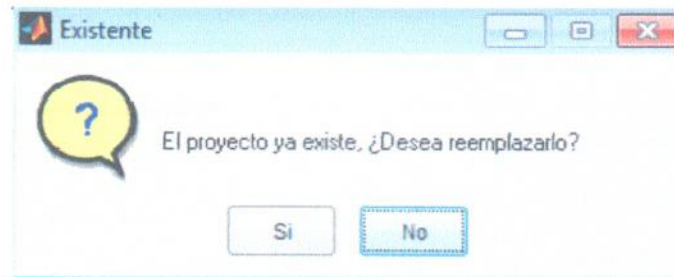 Existente
?
El proyecto ya existe, ¿Desea reemplazarlo?
Si
No